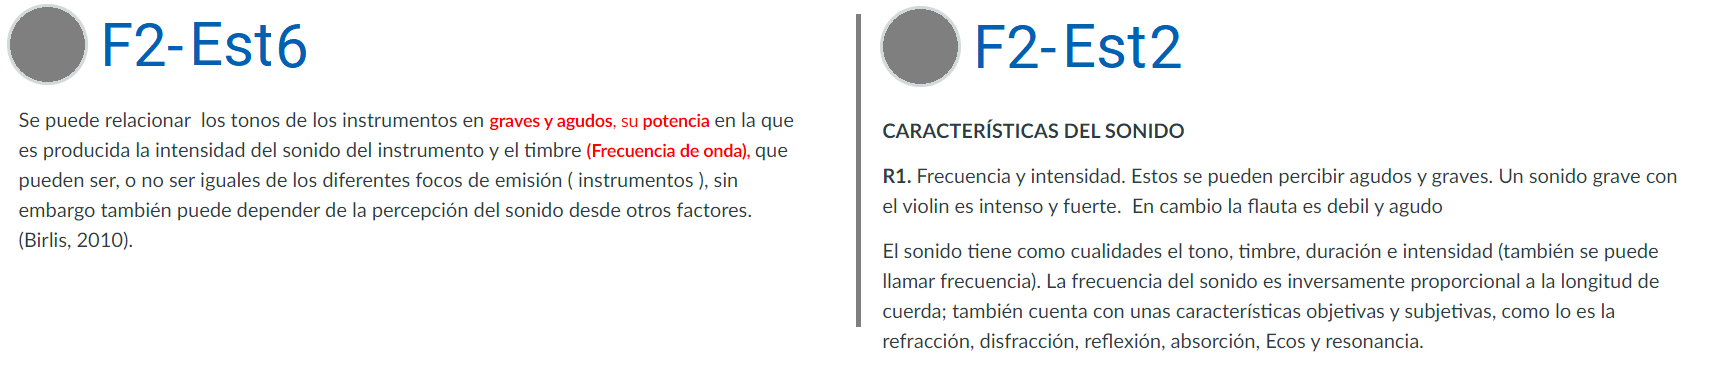 F2-Est6
Se puede relacionar los tonos de los instrumentos en graves y agudos, su potencia en la que
es producida la intensidad del sonido del instrumento y el timbre (Frecuencia de onda), que
pueden ser, o no ser iguales de los diferentes focos de emisión ( instrumentos ), sin
embargo también puede depender de la percepción del sonido desde otros factores.
(Birlis, 2010).
F2-Est2
CARACTERÍSTICAS DEL SONIDO
R1. Frecuencia y intensidad. Estos se pueden percibir agudos y graves. Un sonido grave con
el violin es intenso y fuerte. En cambio la flauta es debil y agudo
El sonido tiene como cualidades el tono, timbre, duración e intensidad (también se puede
llamar frecuencia). La frecuencia del sonido es inversamente proporcional a la longitud de
cuerda; también cuenta con unas características objetivas y subjetivas, como lo es la
refracción, disfracción, reflexión, absorción, Ecos y resonancia.